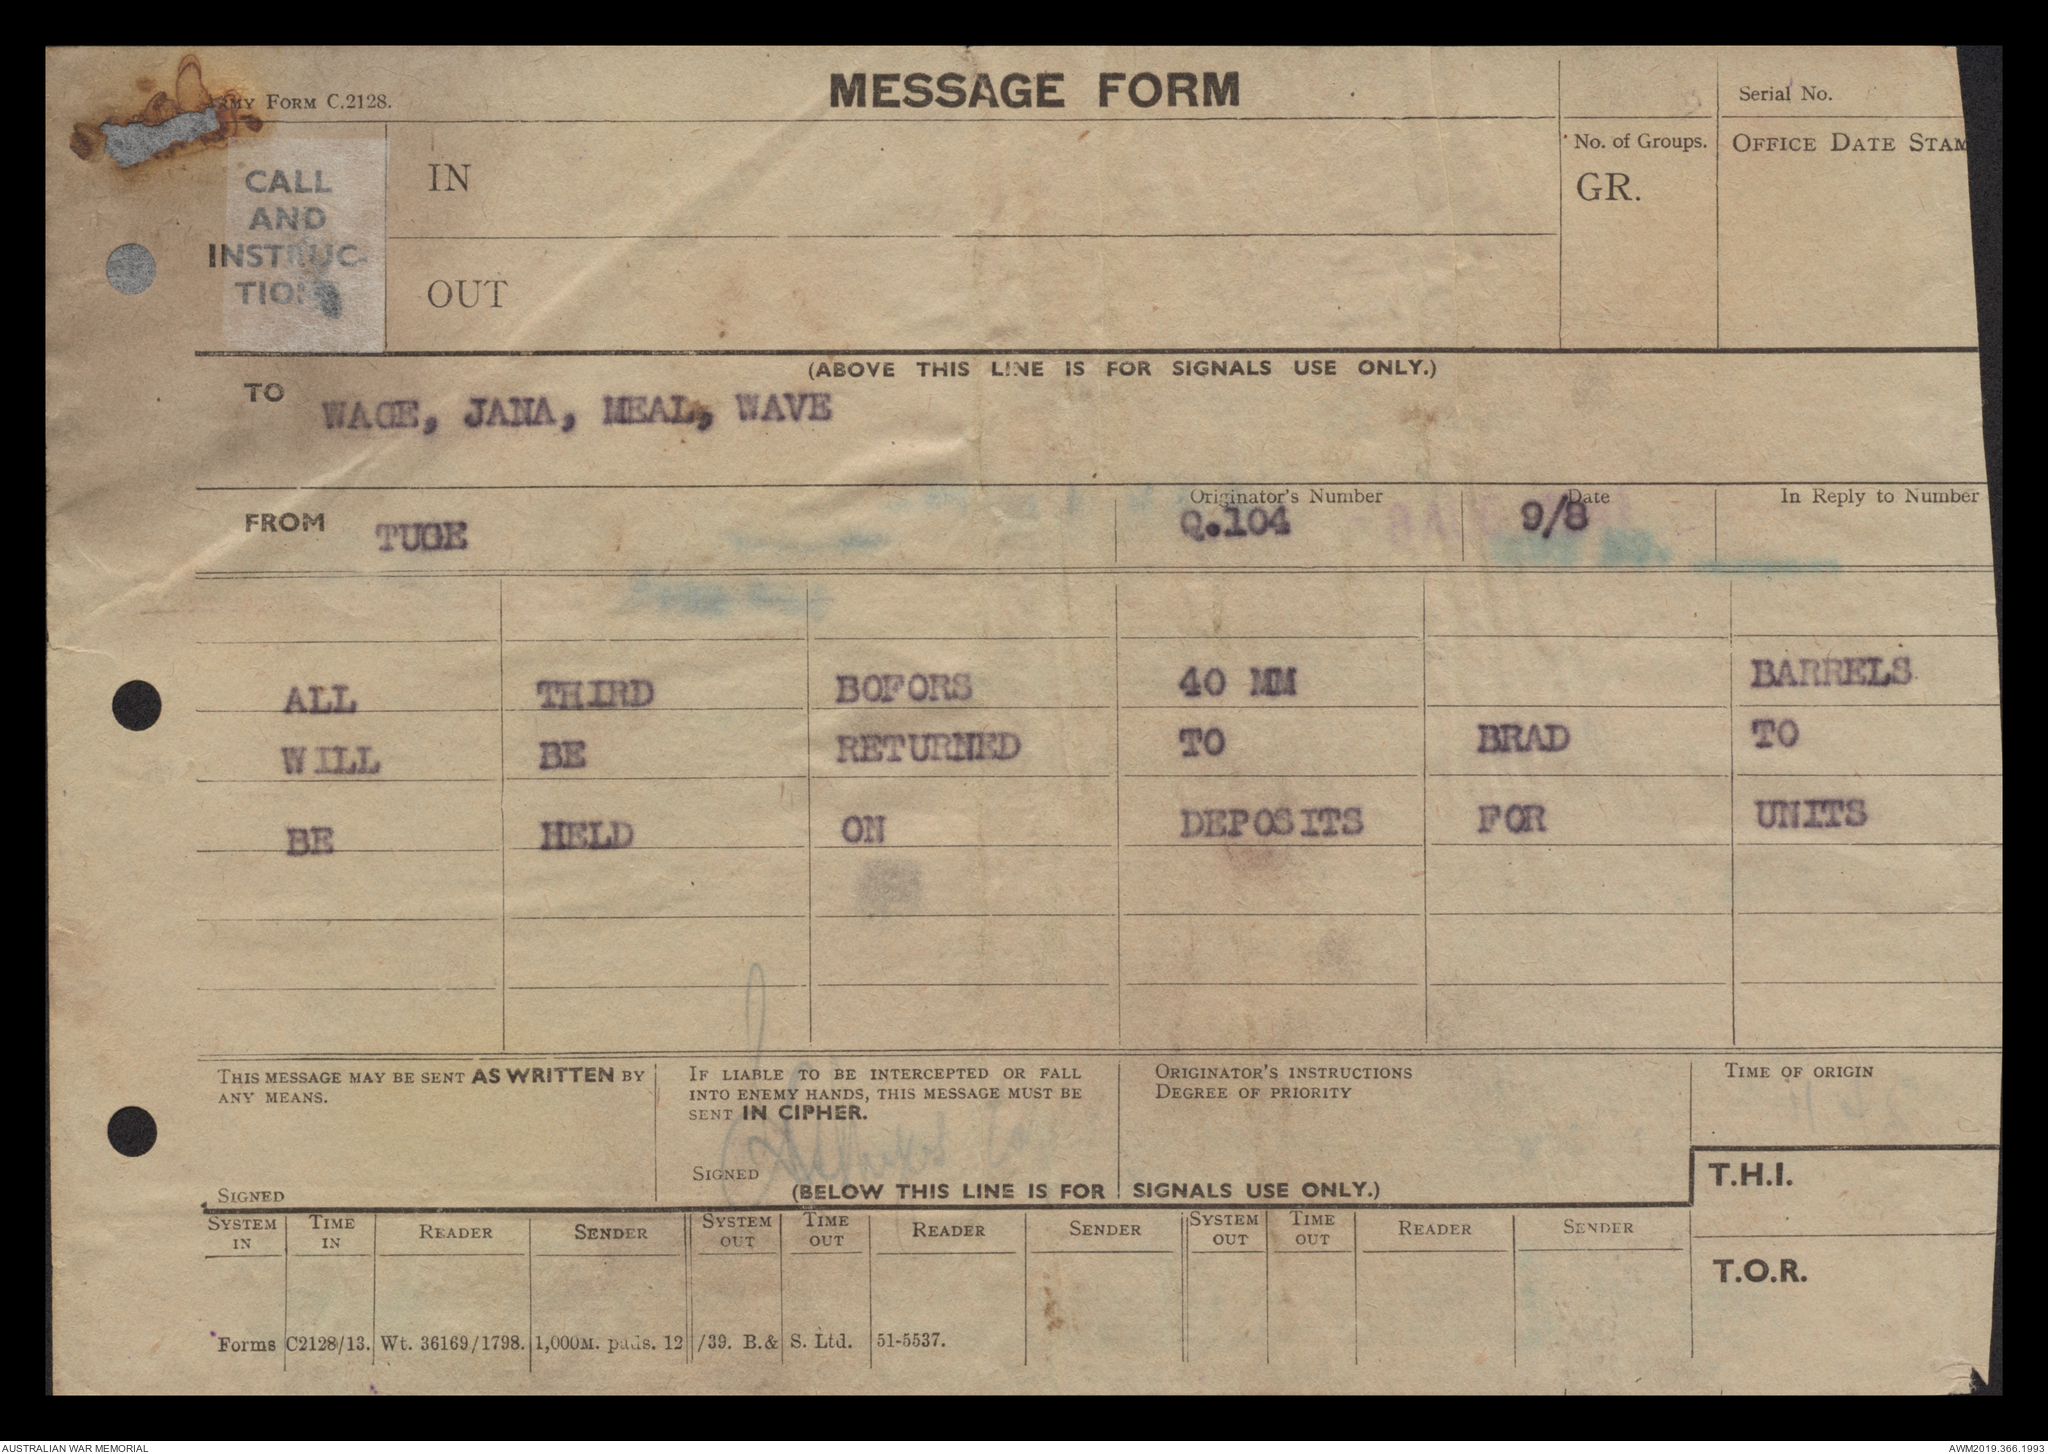 ARMY FORM C.2128.
MESSAGE FORM
Serial No.
CALL
AND
INSTRUC-
TIONS
IN
OUT
No. of Groups.
GR.
OFFICE DATE STAM
(ABOVE THIS LINE IS FOR SIGNALS USE ONLY.)
TO WAGE, JANA, MEAL, WAVE
FROM TUGE
Originator's Number Q.104
Date 9/8
In Reply to Number
ALL THIRD BOFORS 40 MM BARRELS
WILL BE RETURNED TO BRAD TO
BE HELD ON DEPOSITS FOR UNITS
THIS MESSAGE MAY BE SENT AS WRITTEN BY
ANY MEANS.
SIGNED
IF LIABLE TO BE INTERCEPTED OR FALL
INTO ENEMY HANDS, THIS MESSAGE MUST BE
SENT IN CIPHER.
SIGNED
ORIGINATOR'S INSTRUCTIONS
DEGREE OF PRIORITY
TIME OF ORIGIN
(BELOW THIS LINE IS FOR SIGNALS USE ONLY.)
T.H.I.
SYSTEM IN TIME IN READER SENDER SYSTEM OUT TIME OUT READER SENDER SYSTEM OUT TIME OUT READER SENDER
T.O.R.
Forms C2128/13. Wt. 36169/1798. 1,000M. pads. 12/39. B.& S. Ltd. 51-5537.
AUSTRALIAN WAR MEMORIAL
AWM2019.366.1993